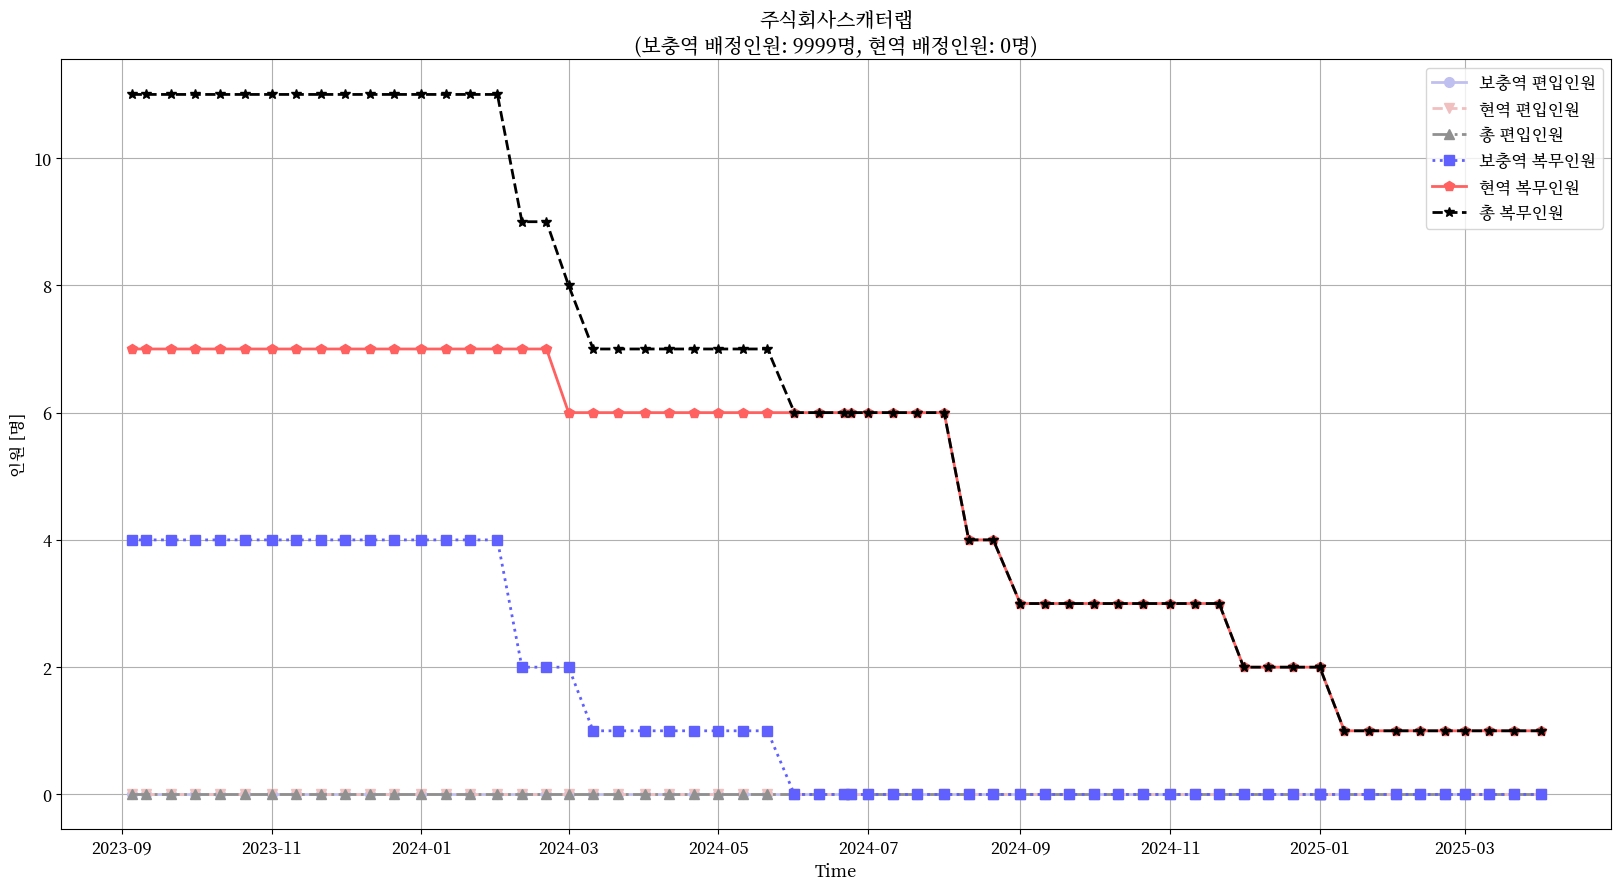 주식회사스캐터랩
(보충역 배정인원: 9999명, 현역 배정인원: 0명)
보충역 편입인원
현역 편입인원
총 편입인원
보충역 복무인원
현역 복무인원
총 복무인원
인원 [명]
10
8
6
4
2
0
2023-09
2023-11
2024-01
2024-03
2024-05
2024-07
2024-09
2024-11
2025-01
2025-03
Time